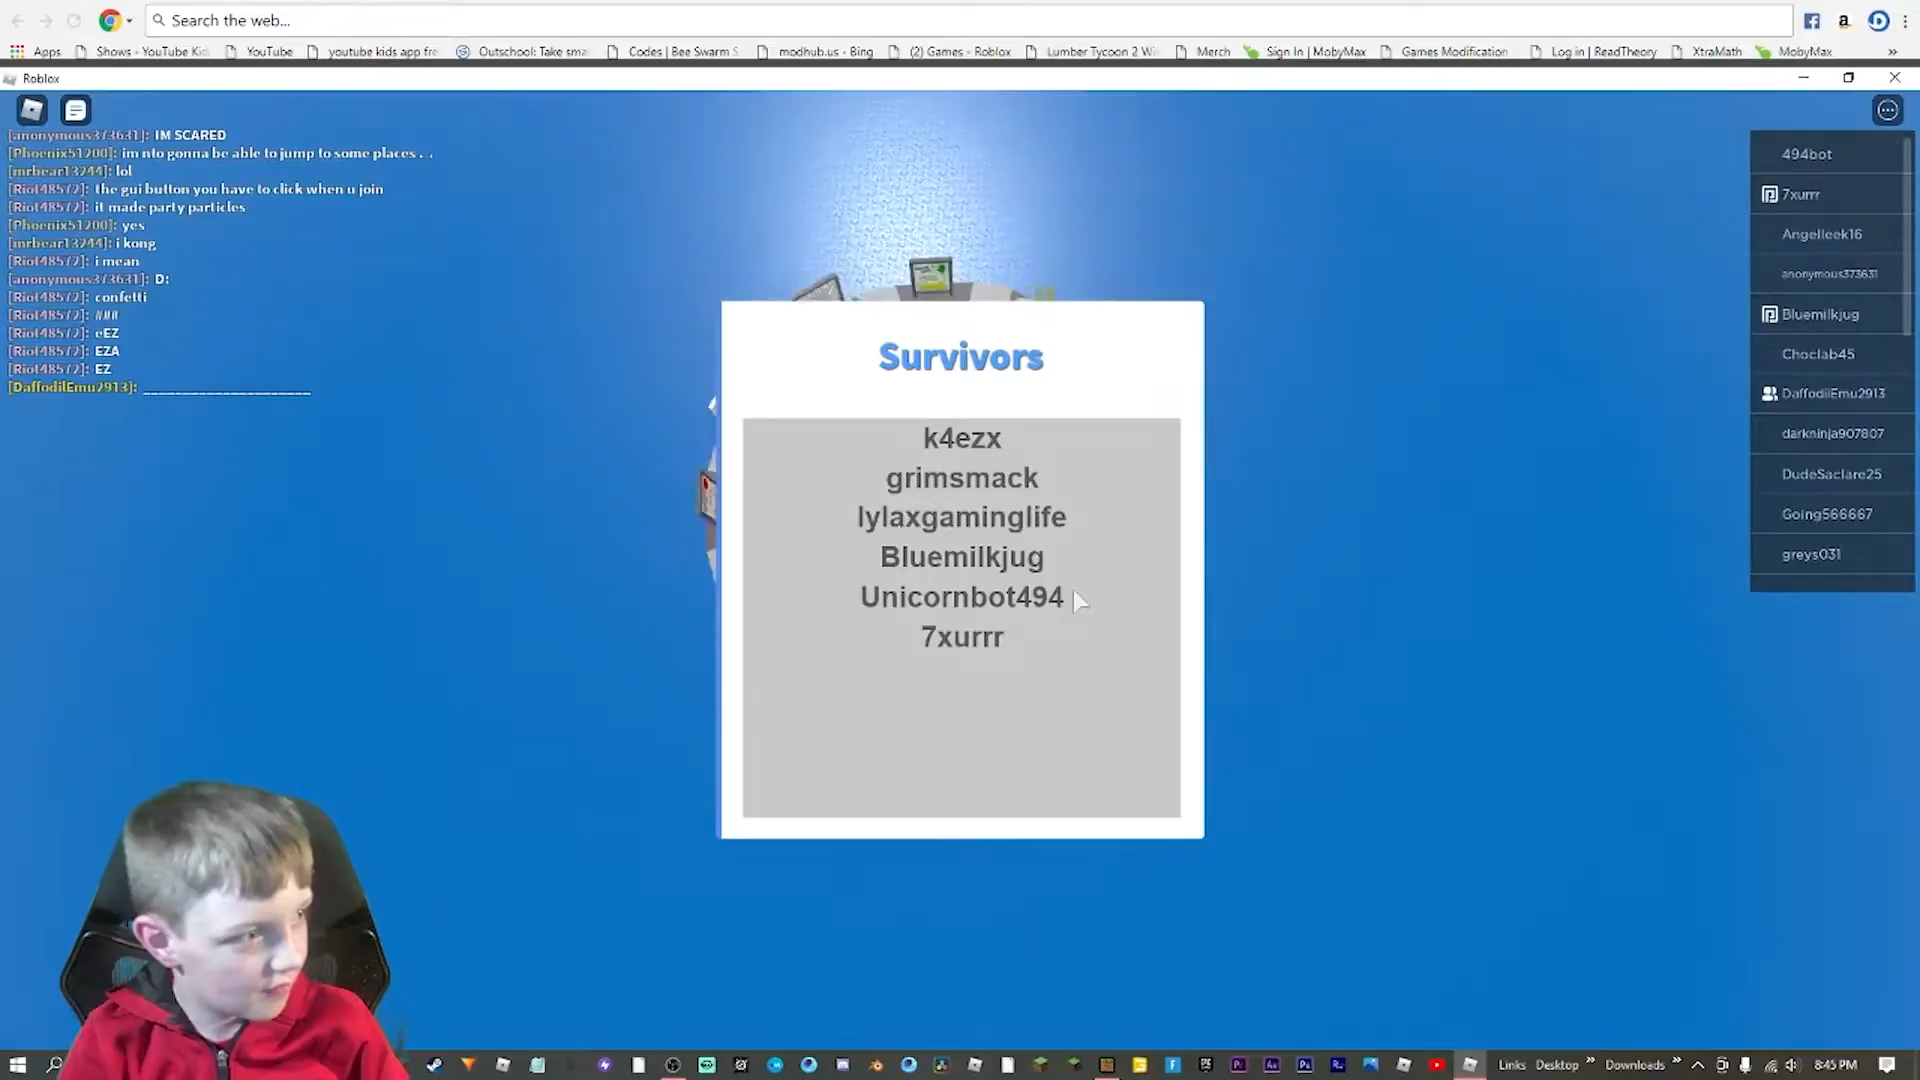 Search the web...
Apps
Shows - YouTube Kid
YouTube
youtube kids app fre
Outschool: Take sma
Codes | Bee Swarm S
modhub.us - Bing
(2) Games - Roblox
Lumber Tycoon 2 Wi
Merch
Sign In | MobyMax
Games Modification
Log in | ReadTheory
XtraMath
MobyMax
»
Roblox
[anonymous373631]: IM SCARED
[Phoenix51200]: im nto gonna be able to jump to some places . .
[mrbear13244]: lol
[Riot48572]: the gui button you have to click when u join
[Riot48572]: it made party particles
[Phoenix51200]: yes
[mrbear13244]: i kong
[Riot48572]: i mean
[anonymous373631]: D:
[Riot48572]: confetti
[Riot48572]: ###
[Riot48572]: eEZ
[Riot48572]: EZA
[Riot48572]: EZ
[DaffodilEmu2913]: ______________________
Survivors
k4ezx
grimsmack
lylaxgaminglife
Bluemilkjug
Unicornbot494
7xurrr
494bot
7xurrr
Angelleek16
anonymous373631
Bluemilkjug
Choclab45
DaffodilEmu2913
darkninja907807
DudeSaclare25
Going566667
greys031
Links Desktop » Downloads » 8:45 PM